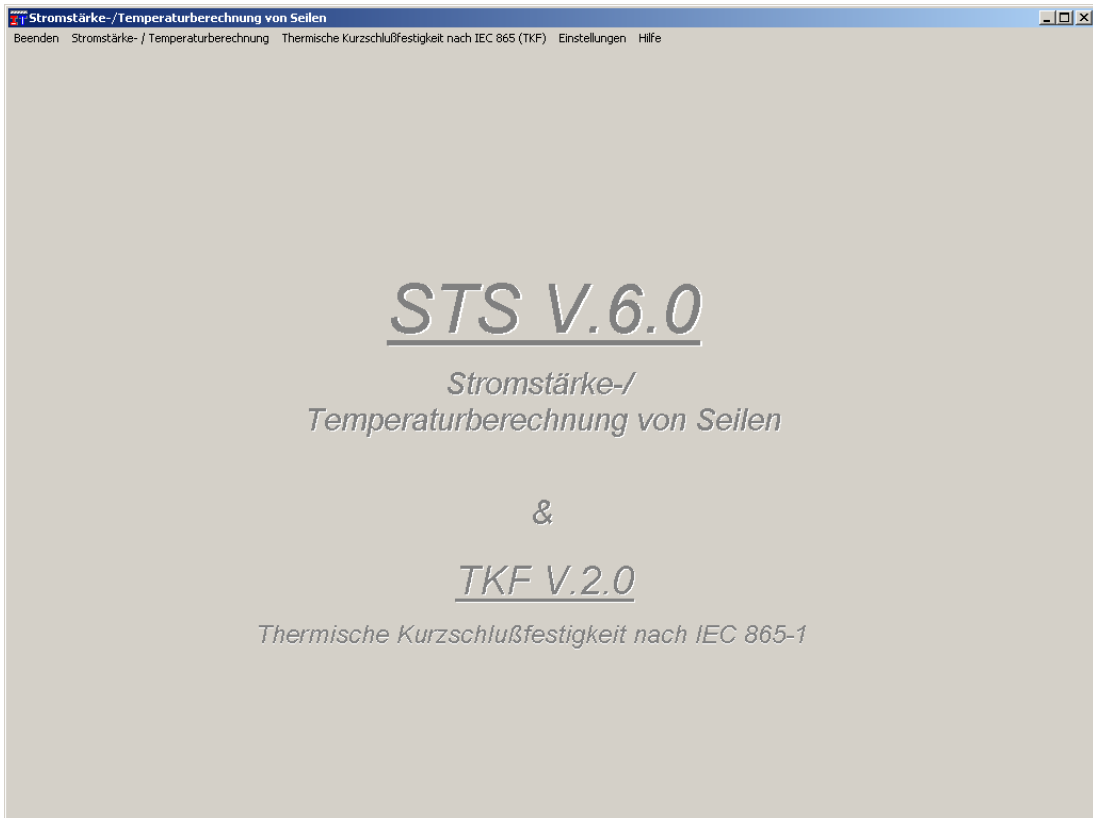 Stromstärke-/Temperaturberechnung von Seilen
Beenden Stromstärke- / Temperaturberechnung Thermische Kurzschlußfestigkeit nach IEC 865 (TKF) Einstellungen Hilfe
STS V.6.0
Stromstärke-/
Temperaturberechnung von Seilen
&
TKF V.2.0
Thermische Kurzschlußfestigkeit nach IEC 865-1